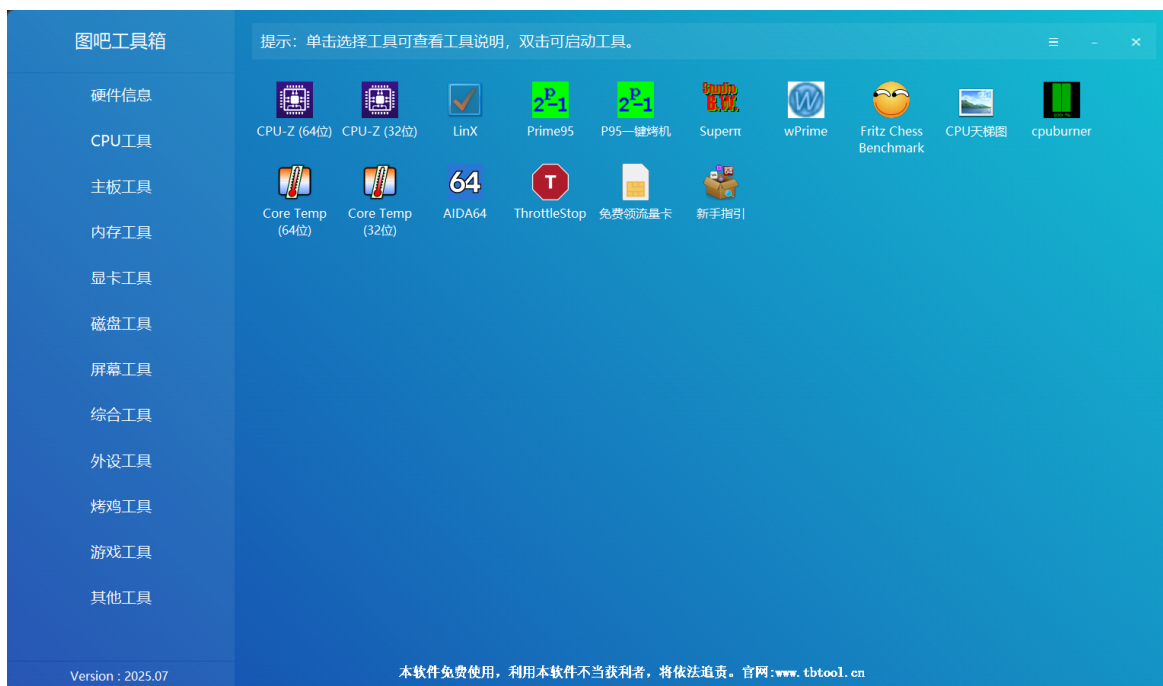 图吧工具箱
提示：单击选择工具可查看工具说明，双击可启动工具。
硬件信息
CPU工具
主板工具
内存工具
显卡工具
磁盘工具
屏幕工具
综合工具
外设工具
烤鸡工具
游戏工具
其他工具
Version : 2025.07
2P-1
2P-1
Studio
B.W.
W
100 %
CPU-Z (64位)
CPU-Z (32位)
LinX
Prime95
P95一键烤机
Superπ
wPrime
Fritz Chess
Benchmark
CPU天梯图
cpuburner
64
T
Core Temp
(64位)
Core Temp
(32位)
AIDA64
ThrottleStop
免费领流量卡
新手指引
本软件免费使用，利用本软件不当获利者，将依法追责。官网:www.tbtool.cn